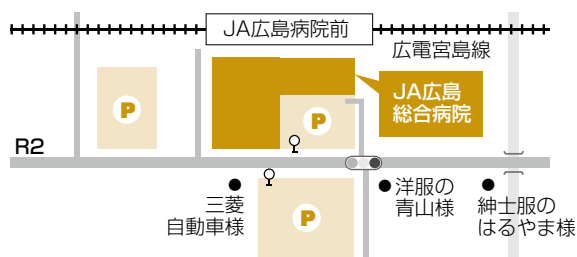 JA広島病院前
広電宮島線
P
JA広島
総合病院
P
R2
三菱
自動車様
P
洋服の
青山様
紳士服の
はるやま様